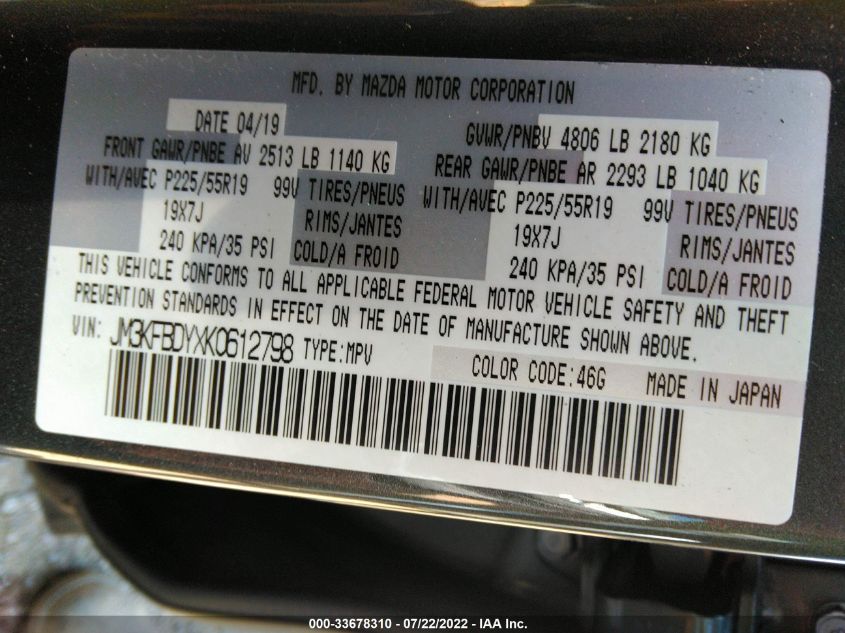 MFD. BY MAZDA MOTOR CORPORATION
DATE 04/19 GVWR/PNBV 4806 LB 2180 KG
FRONT GAWR/PNBE AV 2513 LB 1140 KG REAR GAWR/PNBE AR 2293 LB 1040 KG
WITH/AVEC P225/55R19 99V TIRES/PNEUS WITH/AVEC P225/55R19 99V TIRES/PNEUS
19X7J RIMS/JANTES 19X7J RIMS/JANTES
240 KPA/35 PSI COLD/A FROID 240 KPA/35 PSI COLD/A FROID
THIS VEHICLE CONFORMS TO ALL APPLICABLE FEDERAL MOTOR VEHICLE SAFETY AND THEFT
PREVENTION STANDARDS IN EFFECT ON THE DATE OF MANUFACTURE SHOWN ABOVE.
VIN: JM3KFBDYXK0612798 TYPE:MPV
COLOR CODE:46G MADE IN JAPAN
000-33678310 - 07/22/2022 - IAA Inc.